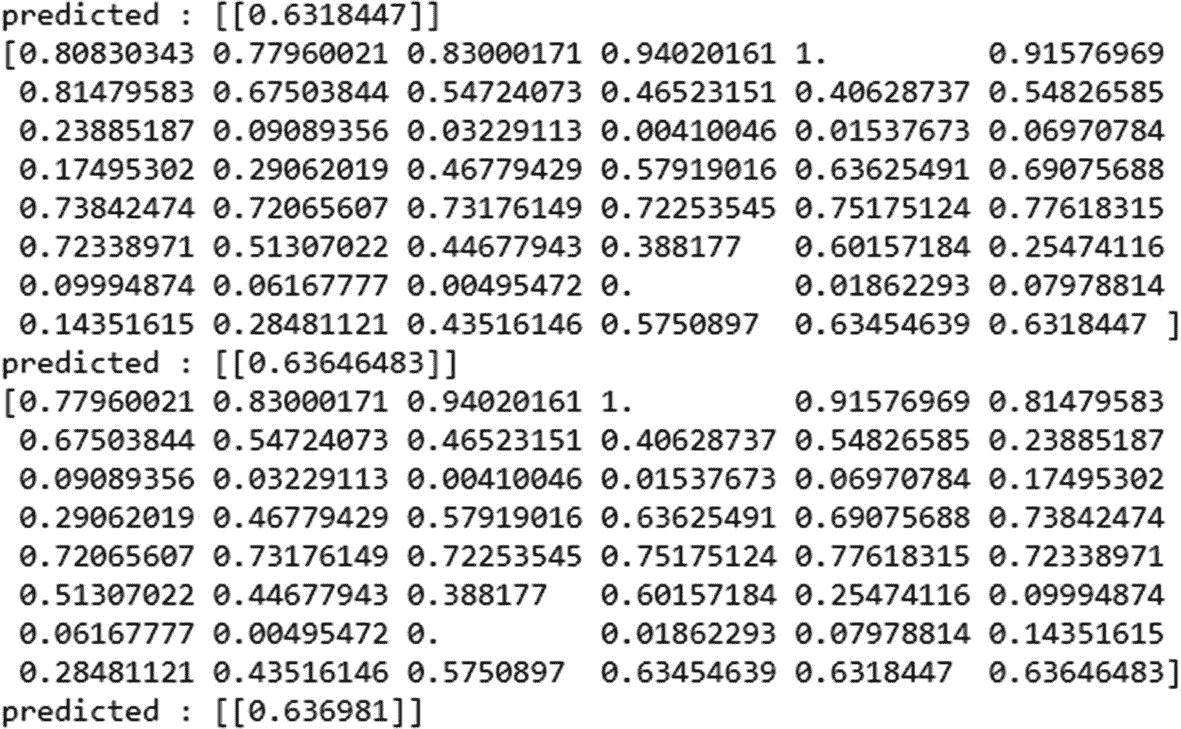 predicted : [[0.6318447]]
[0.80830343 0.77960021 0.83000171 0.94020161 1.         0.91576969
 0.81479583 0.67503844 0.54724073 0.46523151 0.40628737 0.54826585
 0.23885187 0.09089356 0.03229113 0.00410046 0.01537673 0.06970784
 0.17495302 0.29062019 0.46779429 0.57919016 0.63625491 0.69075688
 0.73842474 0.72065607 0.73176149 0.72253545 0.75175124 0.77618315
 0.72338971 0.51307022 0.44677943 0.388177   0.60157184 0.25474116
 0.09994874 0.06167777 0.00495472 0.         0.01862293 0.07978814
 0.14351615 0.28481121 0.43516146 0.5750897  0.63454639 0.6318447 ]
predicted : [[0.63646483]]
[0.77960021 0.83000171 0.94020161 1.         0.91576969 0.81479583
 0.67503844 0.54724073 0.46523151 0.40628737 0.54826585 0.23885187
 0.09089356 0.03229113 0.00410046 0.01537673 0.06970784 0.17495302
 0.29062019 0.46779429 0.57919016 0.63625491 0.69075688 0.73842474
 0.72065607 0.73176149 0.72253545 0.75175124 0.77618315 0.72338971
 0.51307022 0.44677943 0.388177   0.60157184 0.25474116 0.09994874
 0.06167777 0.00495472 0.         0.01862293 0.07978814 0.14351615
 0.28481121 0.43516146 0.5750897  0.63454639 0.6318447  0.63646483]
predicted : [[0.636981]]